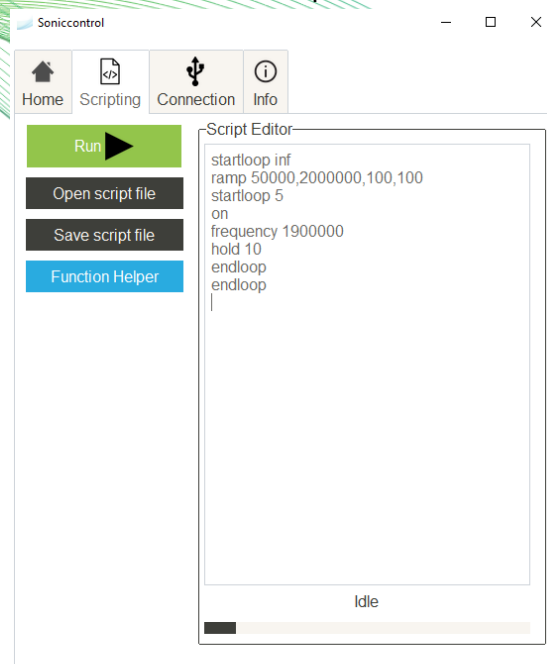 Soniccontrol
Home Scripting Connection Info
Run
Open script file
Save script file
Function Helper
Script Editor
startloop inf
ramp 50000,2000000,100,100
startloop 5
on
frequency 1900000
hold 10
endloop
endloop
Idle